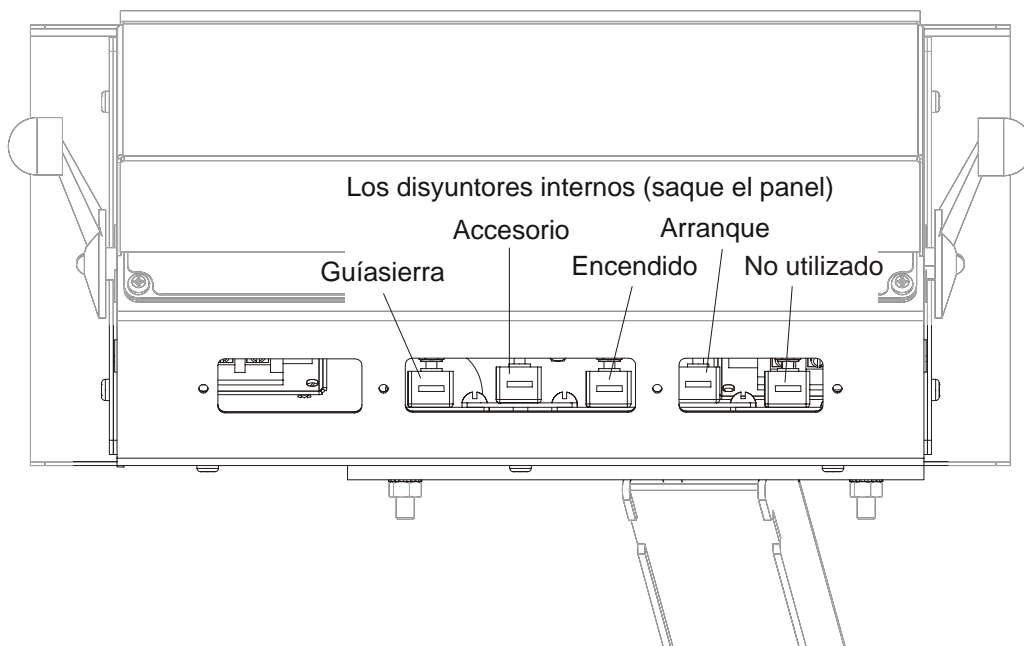 Los disyuntores internos (saque el panel)
Accesorio
Arranque
Guíasierra
Encendido
No utilizado